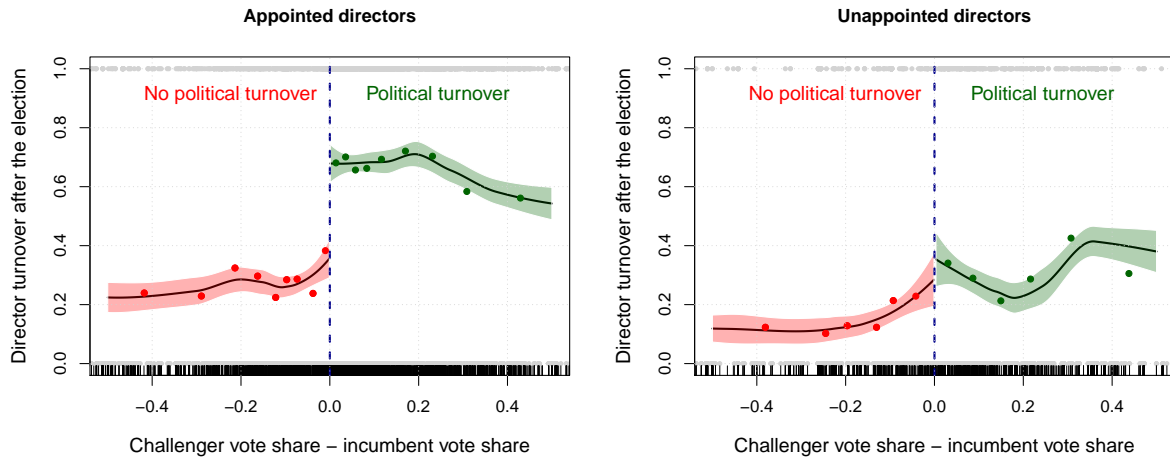 Appointed directors
Director turnover after the election
1.0
0.8
0.6
0.4
0.2
0.0
No political turnover
Political turnover
−0.4
−0.2
0.0
0.2
0.4
Challenger vote share − incumbent vote share
Unappointed directors
Director turnover after the election
1.0
0.8
0.6
0.4
0.2
0.0
No political turnover
Political turnover
−0.4
−0.2
0.0
0.2
0.4
Challenger vote share − incumbent vote share